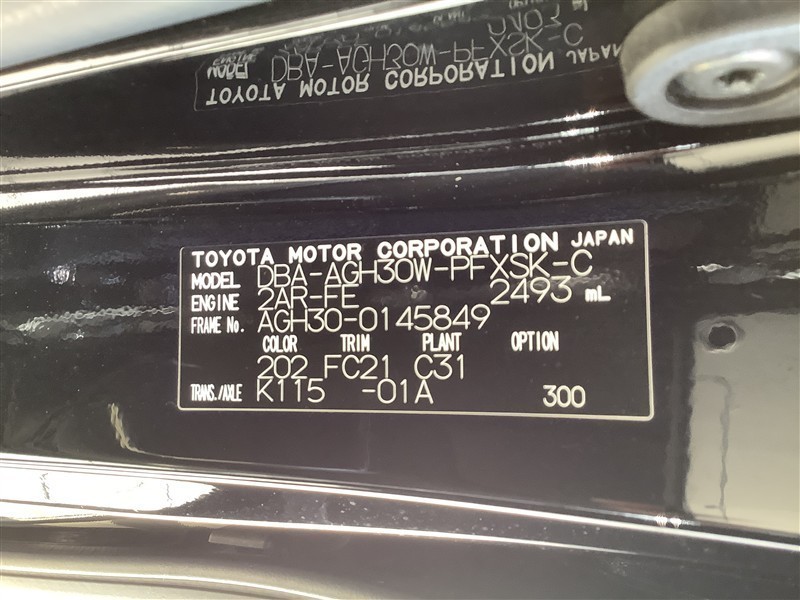 TOYOTA MOTOR CORPORATION JAPAN
MODEL DBA-AGH30W-PFXSK-C
ENGINE 2AR-FE 2493 mL
FRAME No. AGH30-0145849
COLOR TRIM PLANT OPTION
202 FC21 C31
TRANS./AXLE K115 -01A 300